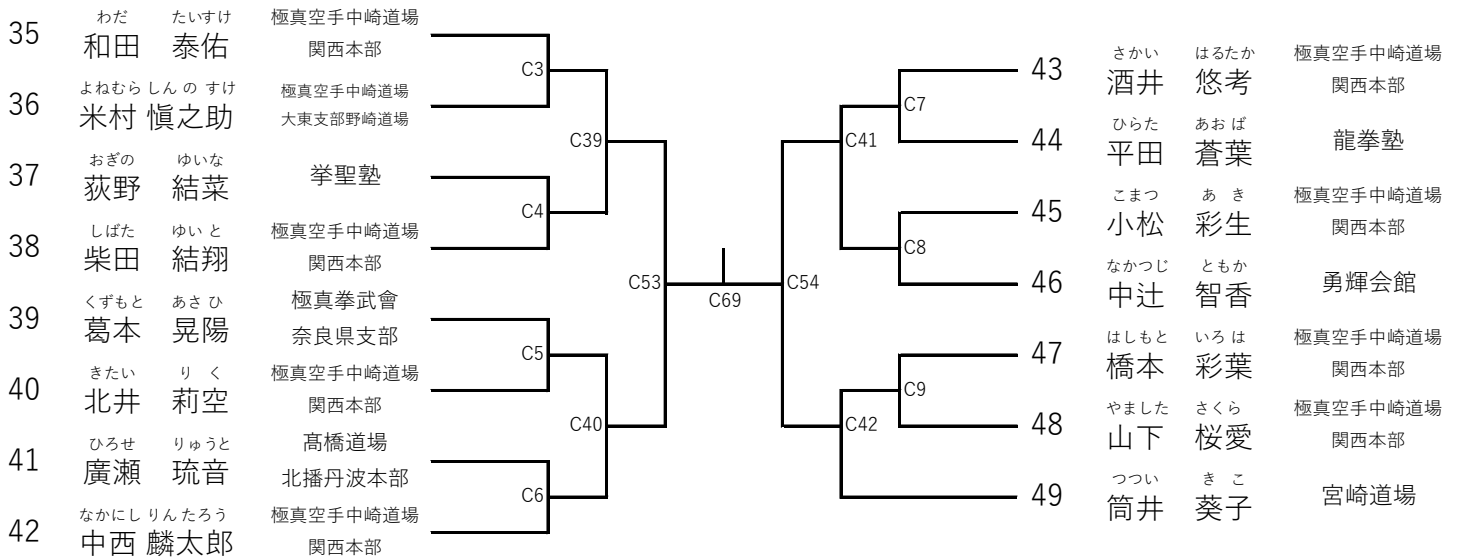 35
わだ たいすけ
和田 泰佑
極真空手中崎道場
関西本部
36
よねむら しん の すけ
米村 愼之助
極真空手中崎道場
大東支部野崎道場
37
おぎの ゆいな
荻野 結菜
挙聖塾
38
しばた ゆい と
柴田 結翔
極真空手中崎道場
関西本部
39
くずもと あさ ひ
葛本 晃陽
極真拳武會
奈良県支部
40
きたい り く
北井 莉空
極真空手中崎道場
関西本部
41
ひろせ りゅうと
廣瀬 琉音
髙橋道場
北播丹波本部
42
なかにし りん たろう
中西 麟太郎
極真空手中崎道場
関西本部
C3
C4
C5
C6
C39
C40
C53
C69
C54
C41
C42
C7
C8
C9
43
さかい はるたか
酒井 悠考
極真空手中崎道場
関西本部
44
ひらた あお ば
平田 蒼葉
龍拳塾
45
こまつ あ き
小松 彩生
極真空手中崎道場
関西本部
46
なかつじ ともか
中辻 智香
勇輝会館
47
はしもと いろ は
橋本 彩葉
極真空手中崎道場
関西本部
48
やました さくら
山下 桜愛
極真空手中崎道場
関西本部
49
つつい き こ
筒井 葵子
宮崎道場